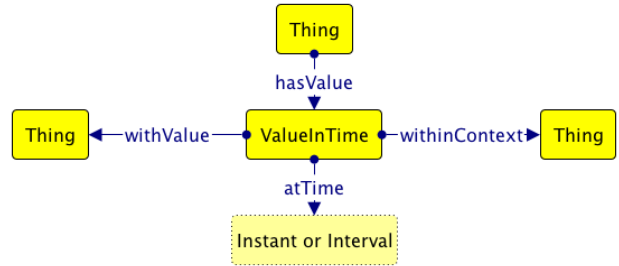 Thing
hasValue
Thing
withValue
ValueInTime
withinContext
Thing
atTime
Instant or Interval